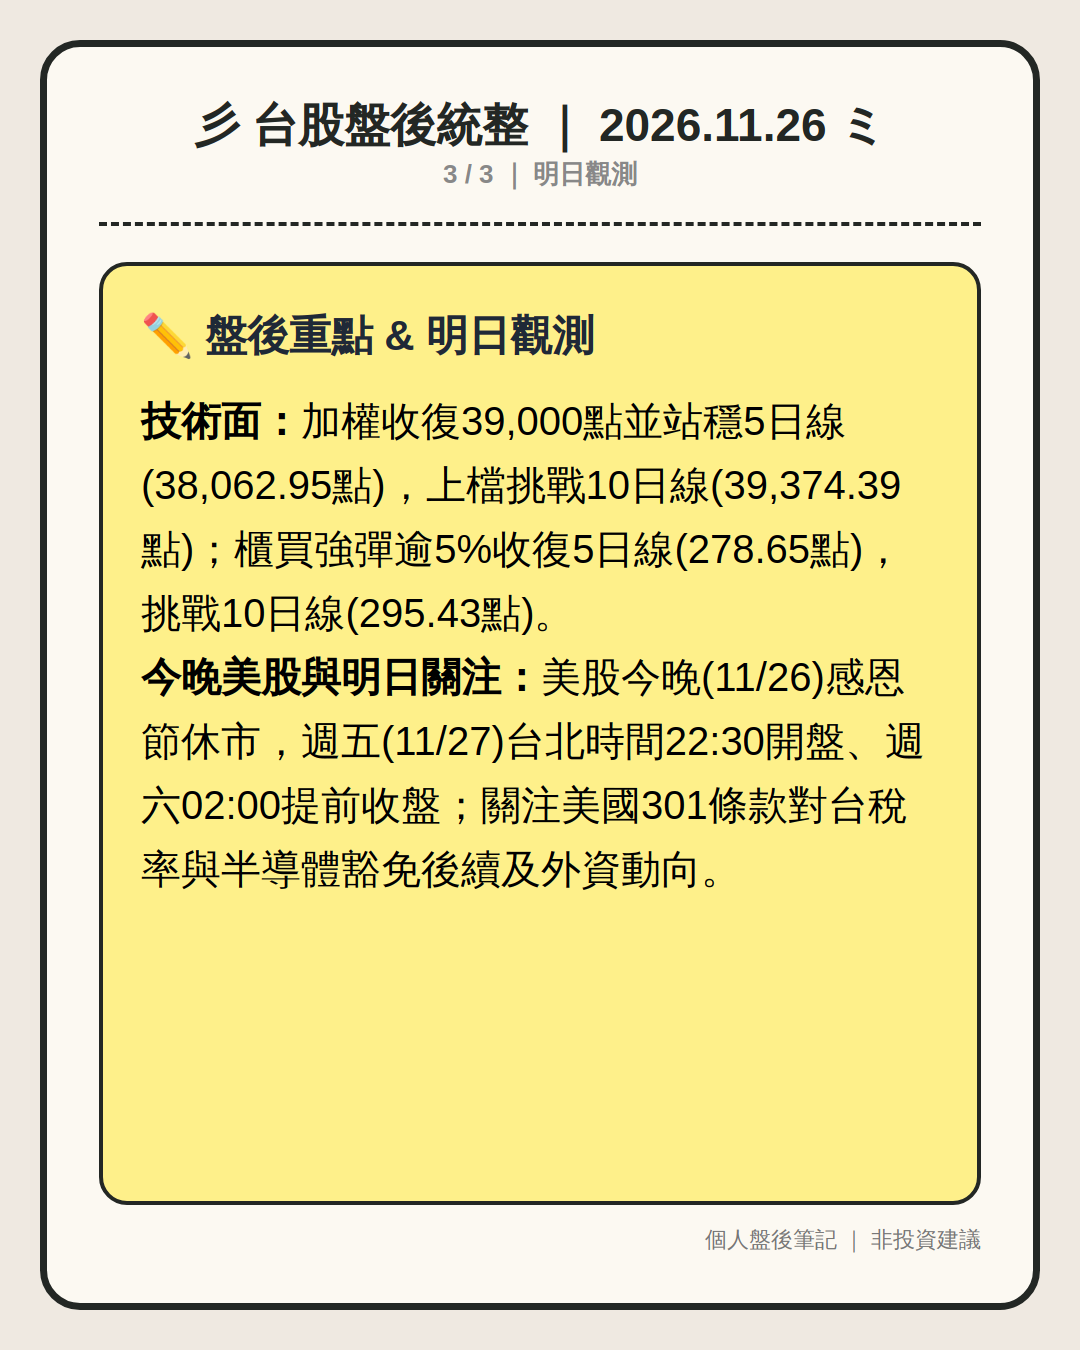 彡 台股盤後統整 ｜ 2026.11.26 ミ
3 / 3 ｜ 明日觀測
✏️ 盤後重點 & 明日觀測
技術面：加權收復39,000點並站穩5日線
(38,062.95點)，上檔挑戰10日線(39,374.39
點)；櫃買強彈逾5%收復5日線(278.65點)，
挑戰10日線(295.43點)。
今晚美股與明日關注：美股今晚(11/26)感恩
節休市，週五(11/27)台北時間22:30開盤、週
六02:00提前收盤；關注美國301條款對台稅
率與半導體豁免後續及外資動向。
個人盤後筆記 ｜ 非投資建議